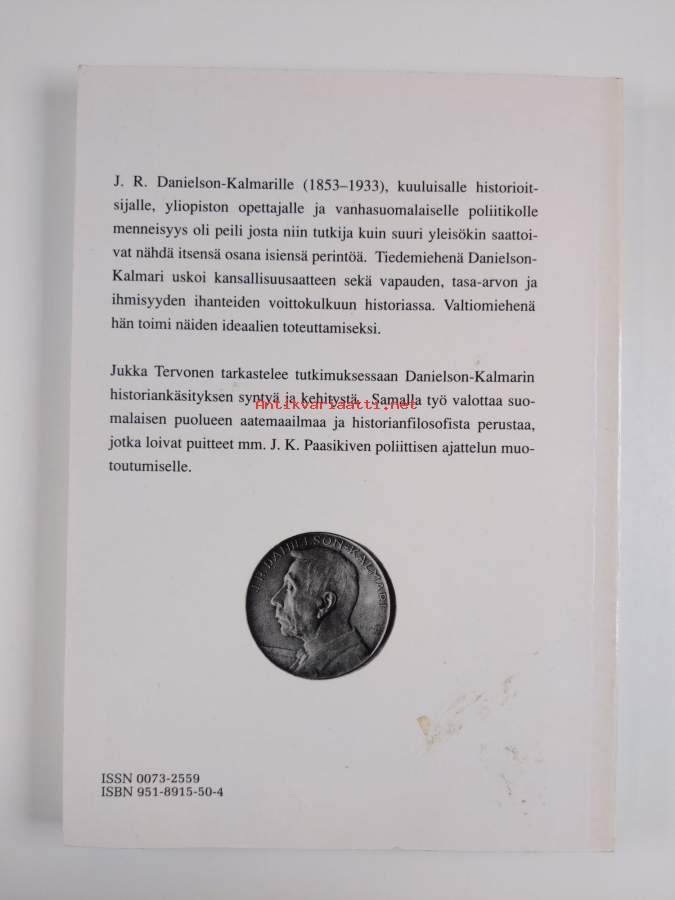 J. R. Danielson-Kalmarille (1853–1933), kuuluisalle historioit-
sijalle, yliopiston opettajalle ja vanhasuomalaiselle poliitikolle
menneisyys oli peili josta niin tutkija kuin suuri yleisökin saattoi-
vat nähdä itsensä osana isiensä perintöä. Tiedemiehenä Danielson-
Kalmari uskoi kansallisuusaatteen sekä vapauden, tasa-arvon ja
ihmisyyden ihanteiden voittokulkuun historiassa. Valtiomiehenä
hän toimi näiden ideaalien toteuttamiseksi.
Jukka Tervonen tarkastelee tutkimuksessaan Danielson-Kalmarin
historiankäsityksen syntyä ja kehitystä. Samalla työ valottaa suo-
Antikvariaatti.net
malaisen puolueen aatemaailmaa ja historianfilosofista perustaa,
jotka loivat puitteet mm. J. K. Paasikiven poliittisen ajattelun muo-
toutumiselle.
J.R. DANIELSON-KALMARI
ISSN 0073-2559
ISBN 951-8915-50-4